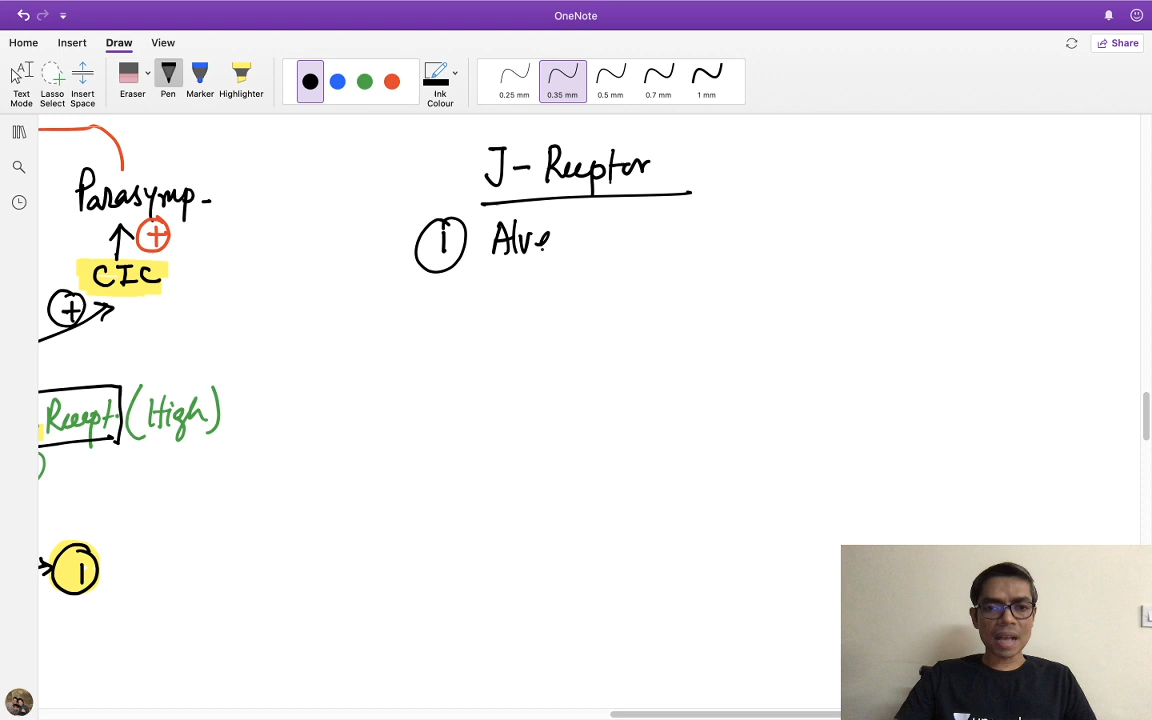 OneNote
Home Insert Draw View
Share
Text Mode
Lasso Select
Insert Space
Eraser
Pen
Marker
Highlighter
Ink Colour
0.25 mm
0.35 mm
0.5 mm
0.7 mm
1 mm
Parasymp-
+
CIC
+
Recept. (High)
1
J - Receptor
1 Alve